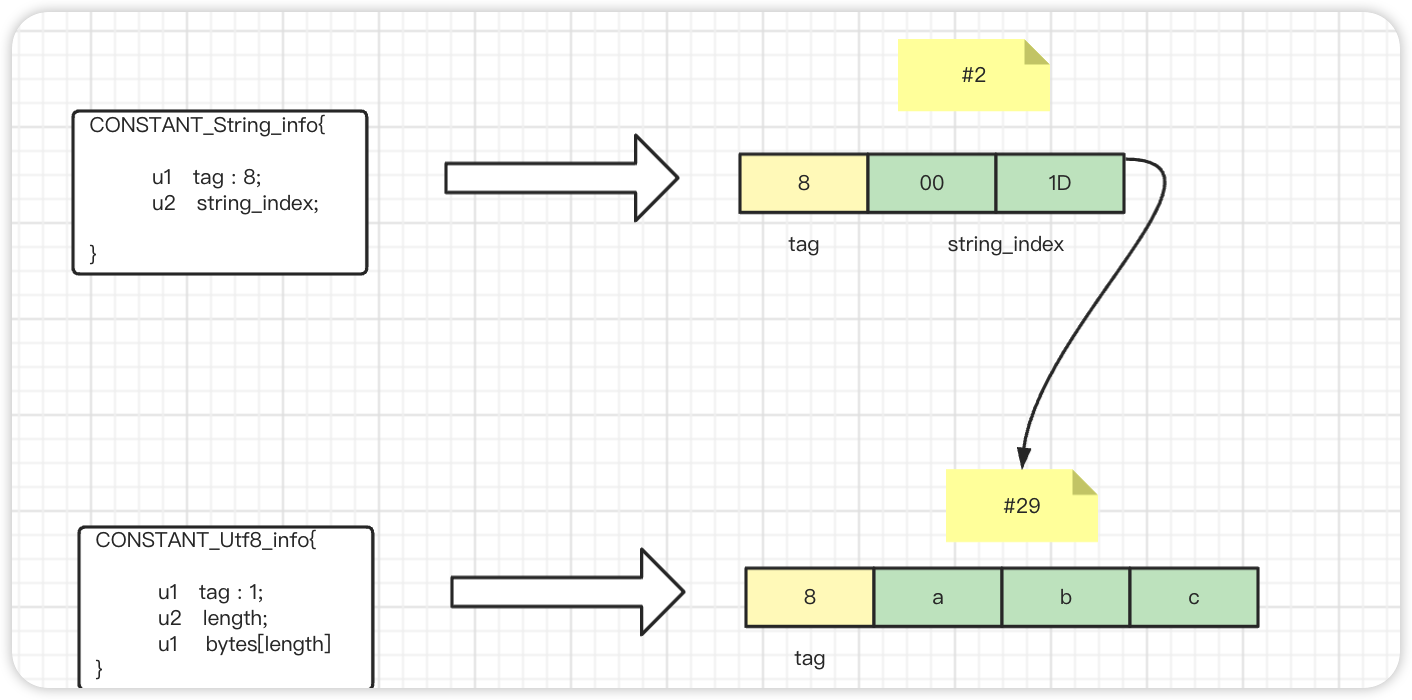 #2
CONSTANT_String_info{
u1 tag : 8;
u2 string_index;
}
8 00 1D
tag string_index
#29
CONSTANT_Utf8_info{
u1 tag : 1;
u2 length;
u1 bytes[length]
}
8 a b c
tag